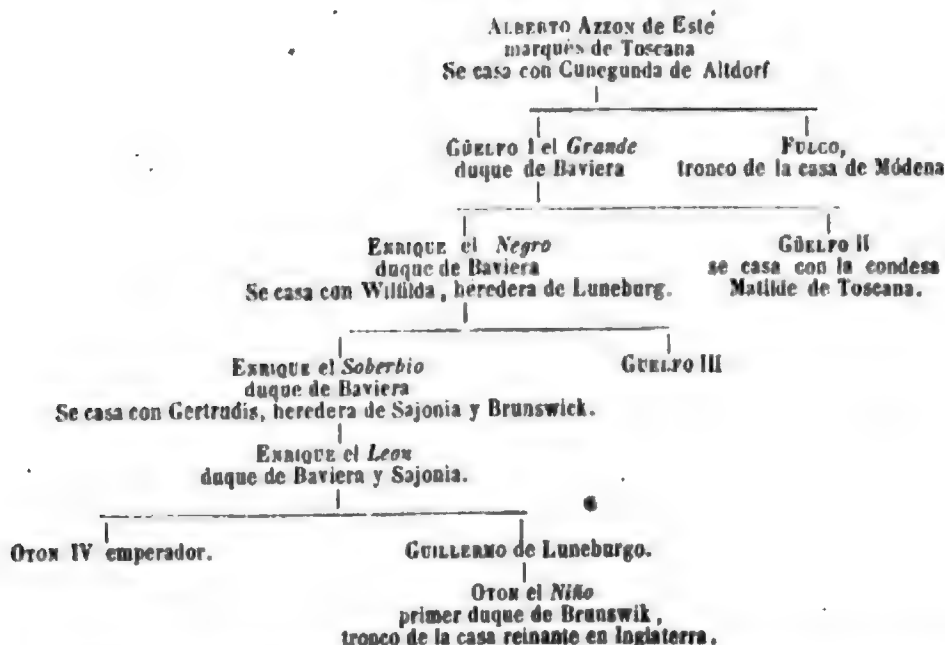 ALBERTO AZZON de Este
marqués de Toscana
Se casa con Cunegunda de Altdorf
GÜELFO I el Grande
duque de Baviera
FULCO,
tronco de la casa de Módena
ENRIQUE el Negro
duque de Baviera
Se casa con Wilfilda, heredera de Luneburg.
GÜELFO II
se casa con la condesa
Matilde de Toscana.
ENRIQUE el Soberbio
duque de Baviera
Se casa con Gertrudis, heredera de Sajonia y Brunswick.
GUELFO III
ENRIQUE el Leon
duque de Baviera y Sajonia.
OTON IV emperador.
GUILLERMO de Luneburgo.
OTON el Niño
primer duque de Brunswik,
tronco de la casa reinante en Inglaterra.